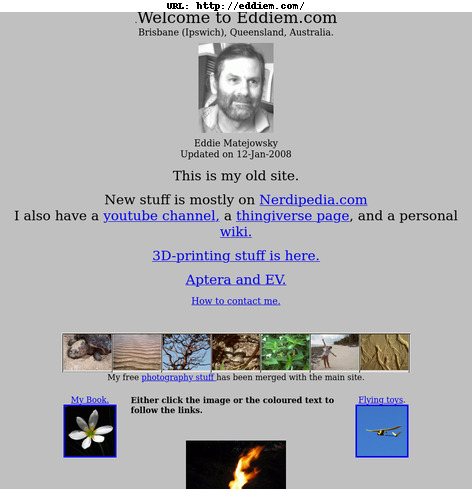 URL: http://eddiem.com/
Welcome to Eddiem.com
Brisbane (Ipswich), Queensland, Australia.
Eddie Matejowsky
Updated on 12-Jan-2008
This is my old site.
New stuff is mostly on Nerdipedia.com
I also have a youtube channel, a thingiverse page, and a personal
wiki.
3D-printing stuff is here.
Aptera and EV.
How to contact me.
My free photography stuff has been merged with the main site.
My Book.
Either click the image or the coloured text to
follow the links.
Flying toys.